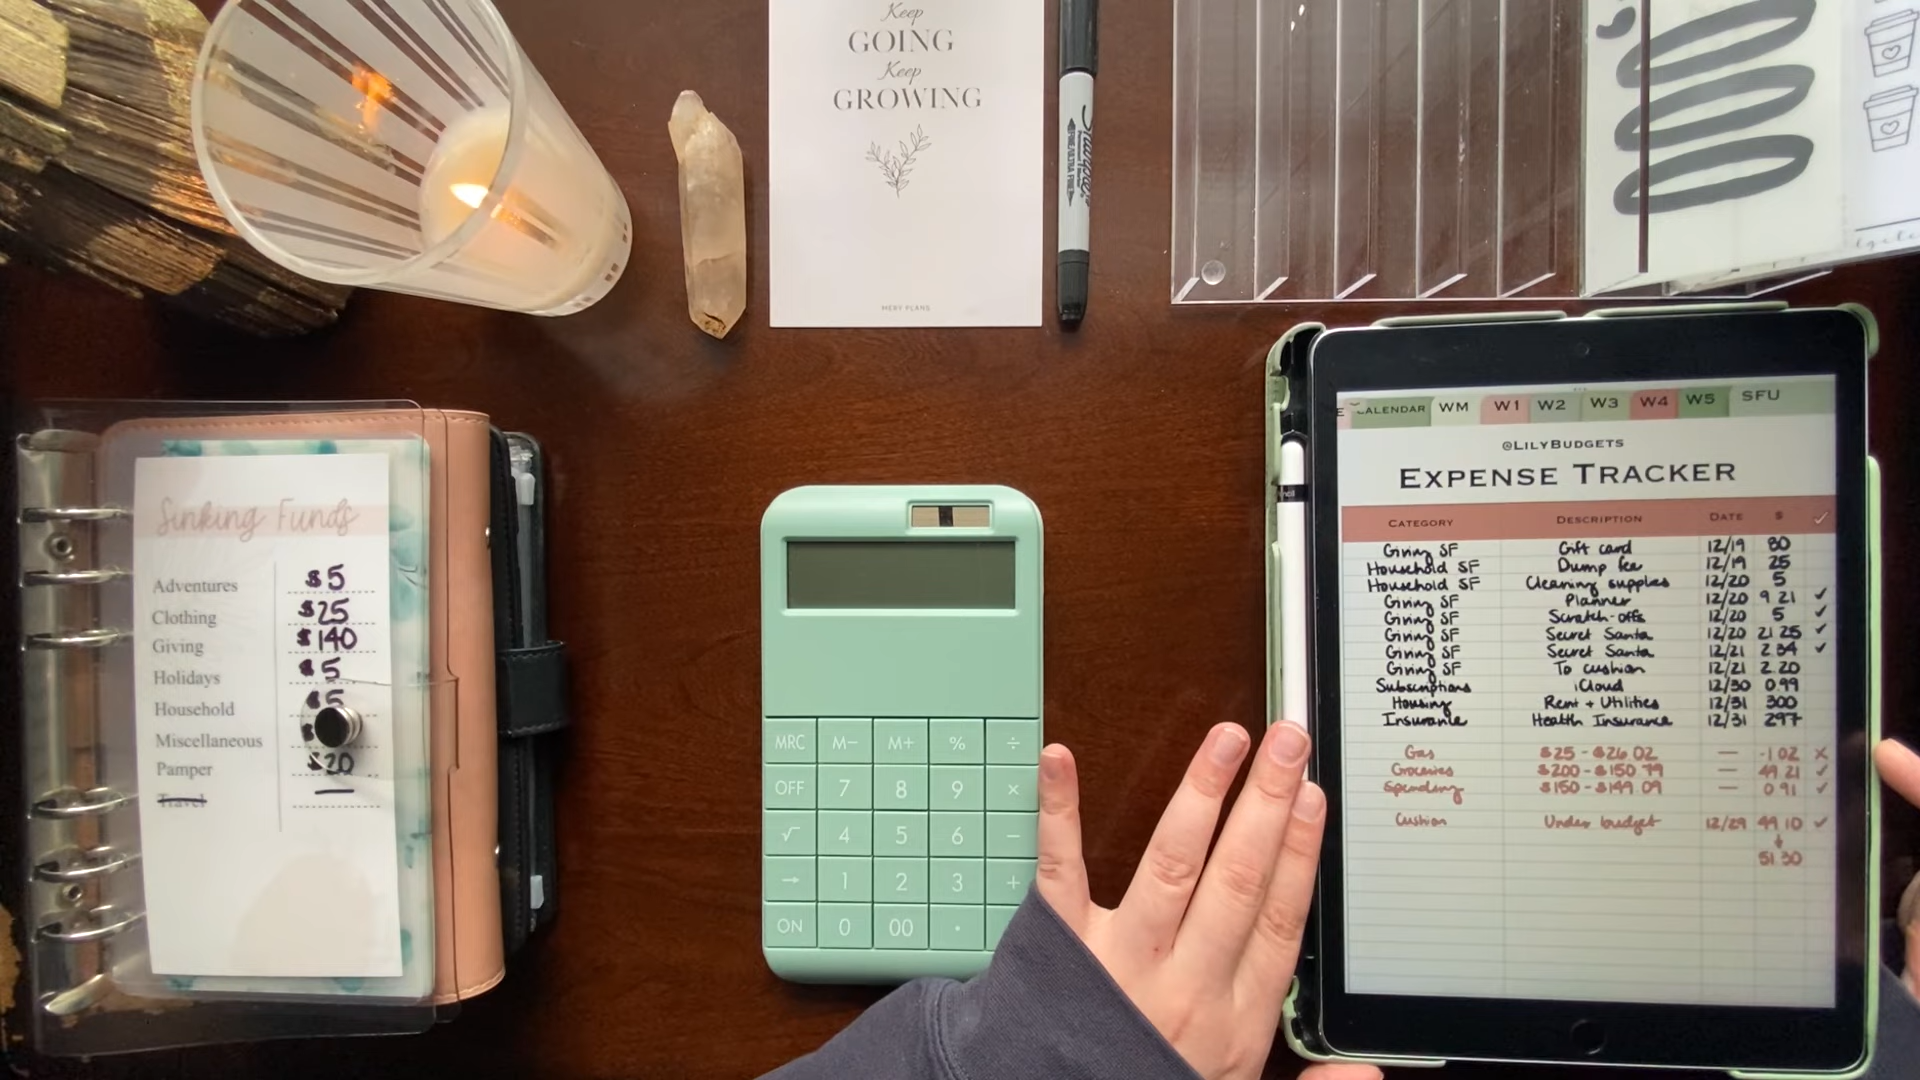 Keep
GOING
Keep
GROWING
MERY PLANS
Sharpie
Sinking Funds
Adventures $5
Clothing $25
Giving $140
Holidays $5
Household $5
Miscellaneous
Pamper $20
Travel —
MRC M− M+ % ÷
OFF 7 8 9 ×
√ 4 5 6 −
→ 1 2 3 +
ON 0 00 .
E CALENDAR WM W1 W2 W3 W4 W5 SFU
@LILYBUDGETS
EXPENSE TRACKER
CATEGORY DESCRIPTION DATE $ ✓
Giving SF Gift card 12/19 80
Household SF Dump fee 12/19 25
Household SF Cleaning supplies 12/20 5
Giving SF Planner 12/20 9.21 ✓
Giving SF Scratch-offs 12/20 5 ✓
Giving SF Secret Santa 12/20 21.25 ✓
Giving SF Secret Santa 12/21 2.34 ✓
Giving SF To cushion 12/21 2.20
Subscriptions iCloud 12/30 0.99
Housing Rent + Utilities 12/31 300
Insurance Health Insurance 12/31 297
Gas $25 - $26.02 — -1.02 ×
Groceries $200 - $150.79 — 49.21 ✓
Spending $150 - $149.09 — 0.91 ✓
Cushion Under budget 12/29 49.10 ✓
↓
51.30